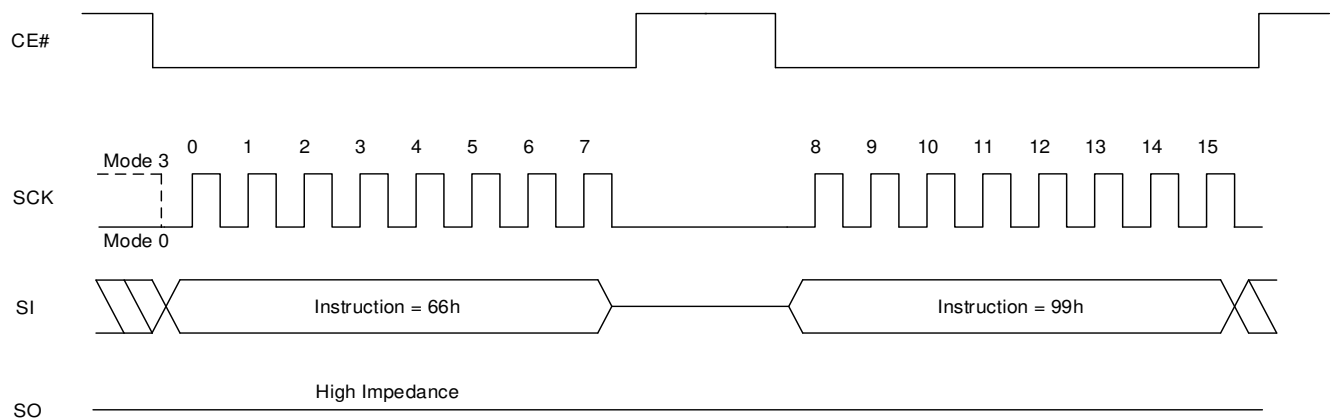 CE#
0 1 2 3 4 5 6 7 8 9 10 11 12 13 14 15
Mode 3
SCK
Mode 0
SI
Instruction = 66h
Instruction = 99h
High Impedance
SO